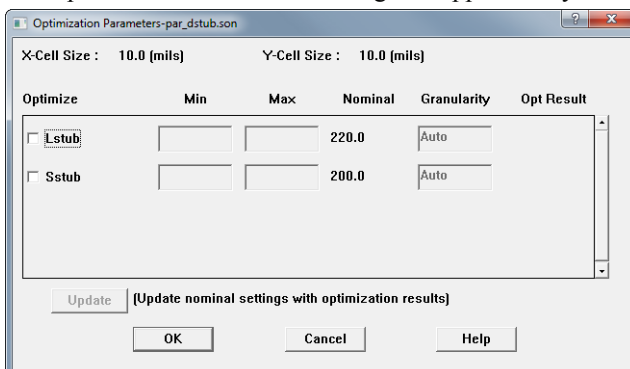 Optimization Parameters-par_dstub.son
X-Cell Size : 10.0 (mils) Y-Cell Size : 10.0 (mils)
Optimize Min Max Nominal Granularity Opt Result
Lstub 220.0 Auto
Sstub 200.0 Auto
Update (Update nominal settings with optimization results)
OK Cancel Help